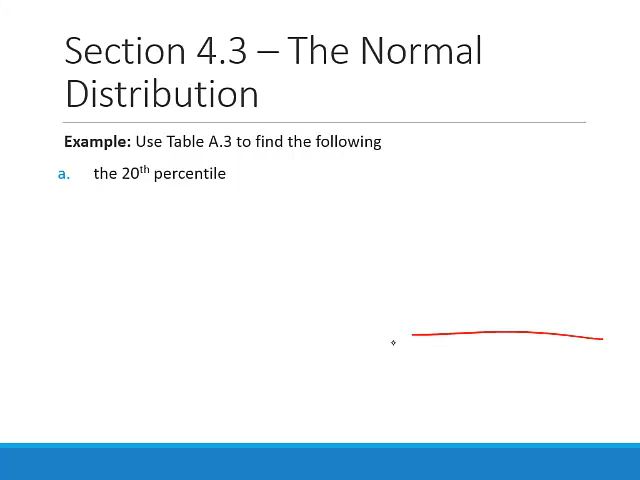 Section 4.3 – The Normal
Distribution
Example: Use Table A.3 to find the following
a. the 20th percentile